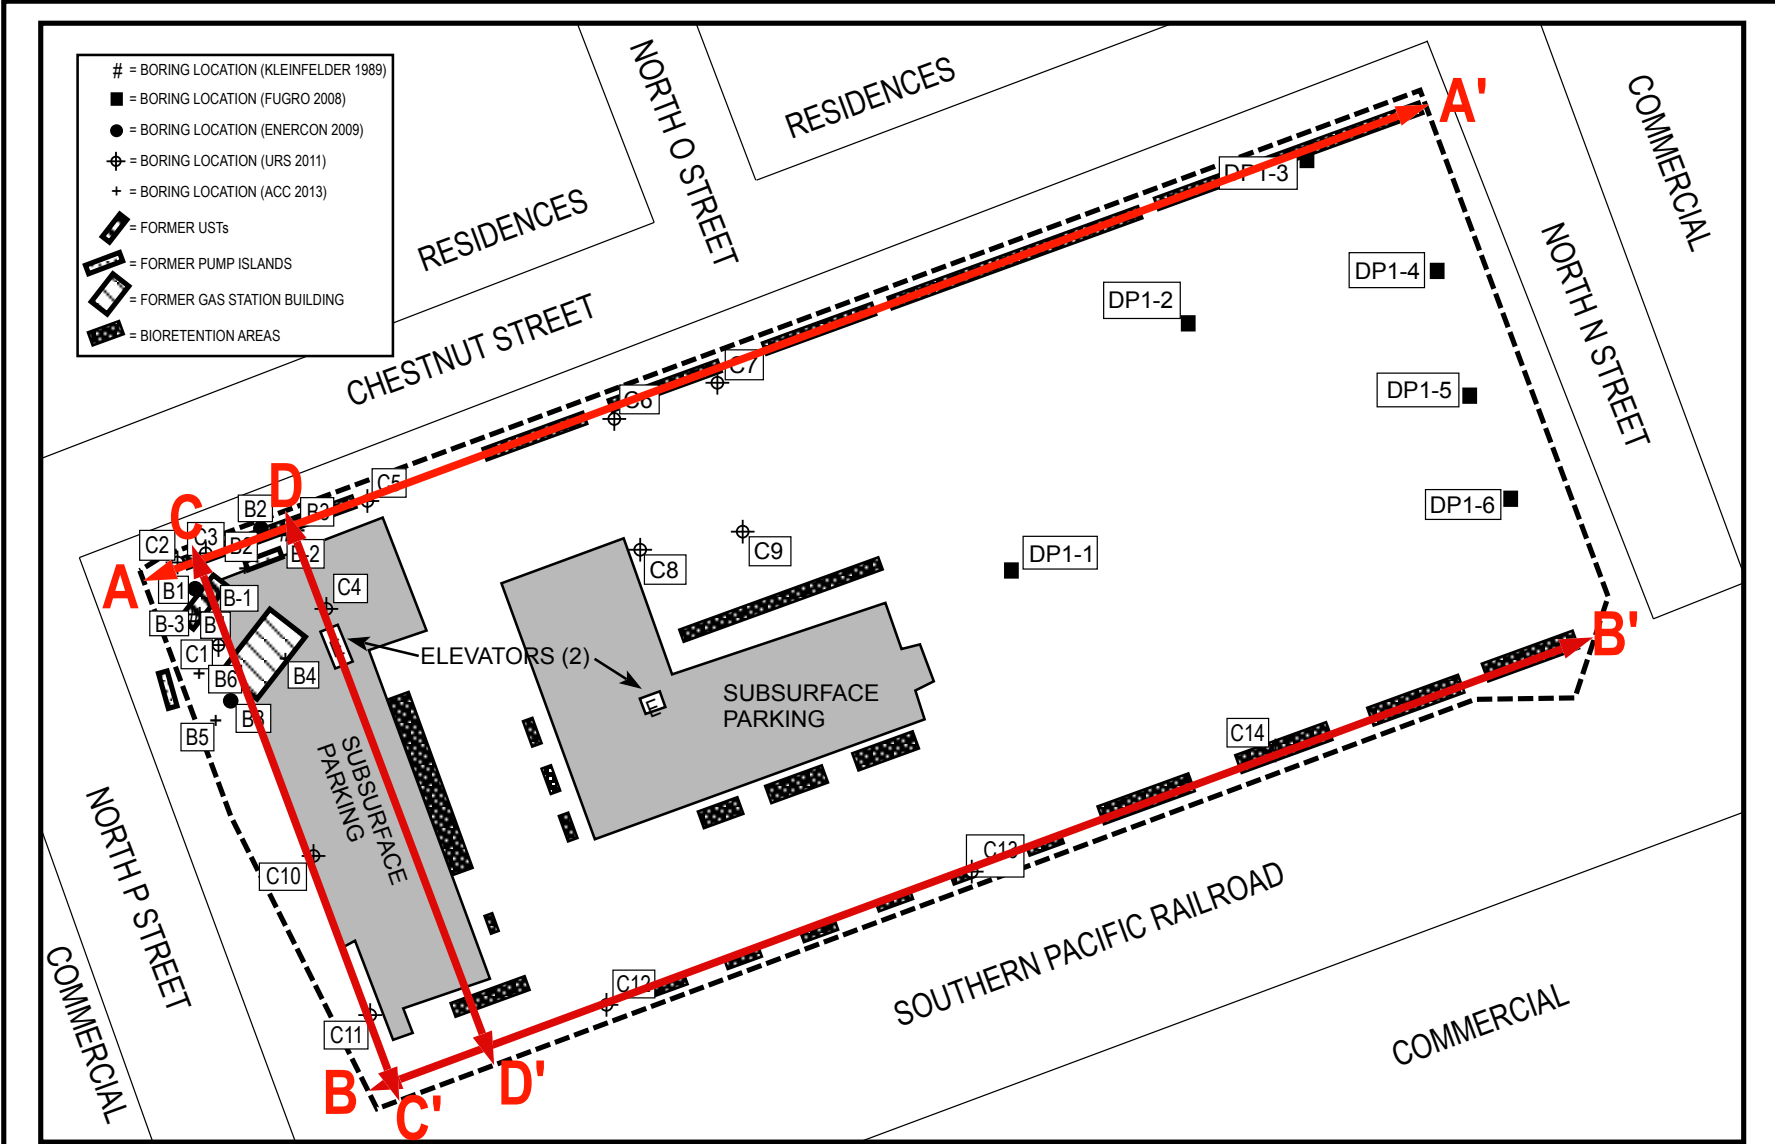 # = BORING LOCATION (KLEINFELDER 1989)
= BORING LOCATION (FUGRO 2008)
= BORING LOCATION (ENERCON 2009)
= BORING LOCATION (URS 2011)
+ = BORING LOCATION (ACC 2013)
= FORMER USTs
= FORMER PUMP ISLANDS
= FORMER GAS STATION BUILDING
= BIORETENTION AREAS
RESIDENCES
NORTH O STREET
RESIDENCES
COMMERCIAL
A'
DP1-3
CHESTNUT STREET
NORTH N STREET
DP1-4
DP1-2
DP1-5
DP1-6
DP1-1
C7
C6
C5
D
C
B2
B3
C2
C3
B2
B-2
A
B1
B-1
C4
B-3
B
C1
B6
B4
B3
B5
C8
C9
ELEVATORS (2)
SUBSURFACE
PARKING
SUBSURFACE
PARKING
B'
C14
C13
C12
C10
C11
NORTH P STREET
COMMERCIAL
B
C'
D'
SOUTHERN PACIFIC RAILROAD
COMMERCIAL